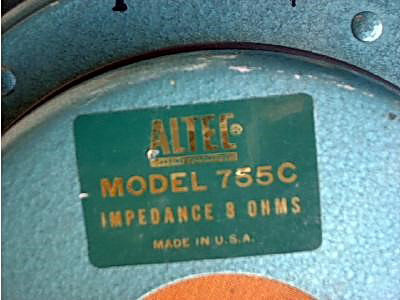 ALTEC®
MODEL 755C
IMPEDANCE 8 OHMS
MADE IN U.S.A.